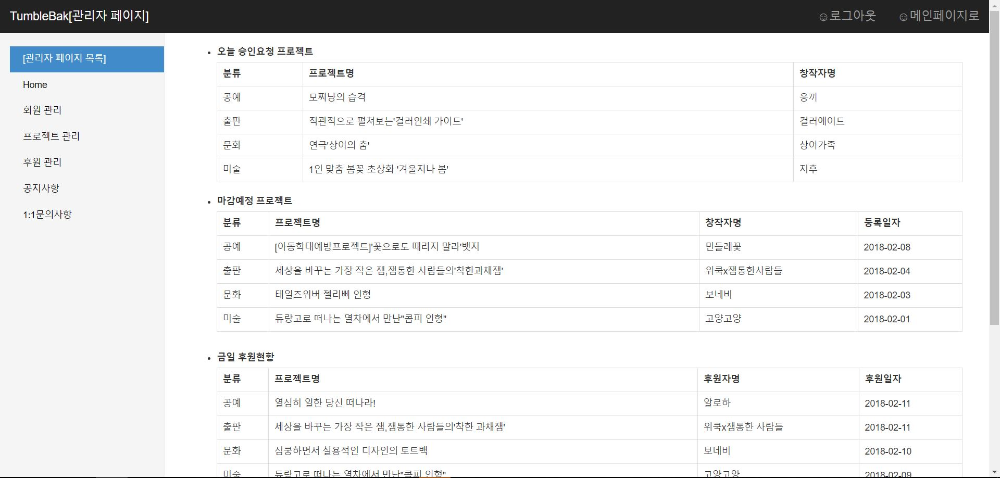 TumbleBak[관리자 페이지] ☺로그아웃 ☺메인페이지로
[관리자 페이지 목록]
Home
회원 관리
프로젝트 관리
후원 관리
공지사항
1:1문의사항
• 오늘 승인요청 프로젝트
분류 프로젝트명 창작자명
공예 모찌냥의 습격 응끼
출판 직관적으로 펼쳐보는'컬러인쇄 가이드' 컬러에이드
문화 연극'상어의 춤' 상어가족
미술 1인 맞춤 봄꽃 초상화 '겨울지나 봄' 지후
• 마감예정 프로젝트
분류 프로젝트명 창작자명 등록일자
공예 [아동학대예방프로젝트]'꽃으로도 때리지 말라'뱃지 민들레꽃 2018-02-08
출판 세상을 바꾸는 가장 작은 잼,잼통한 사람들의'착한과채잼' 위쿡x잼통한사람들 2018-02-04
문화 테일즈위버 젤리삐 인형 보네비 2018-02-03
미술 듀랑고로 떠나는 열차에서 만난"콤피 인형" 고양고양 2018-02-01
• 금일 후원현황
분류 프로젝트명 후원자명 후원일자
공예 열심히 일한 당신 떠나라! 알로하 2018-02-11
출판 세상을 바꾸는 가장 작은 잼,잼통한 사람들의'착한 과채잼' 위쿡x잼통한 사람들 2018-02-11
문화 심쿵하면서 실용적인 디자인의 토트백 보네비 2018-02-10
미술 듀랑고로 떠나는 열차에서 만난"콤피 인형" 고양고양 2018-02-09